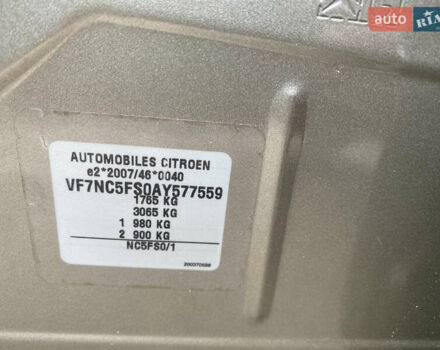 auto RIA
AUTOMOBILES CITROEN
e2*2007/46*0040
VF7NC5FS0AY577559
1765 KG
3065 KG
1 980 KG
2 900 KG
NC5FS0/1